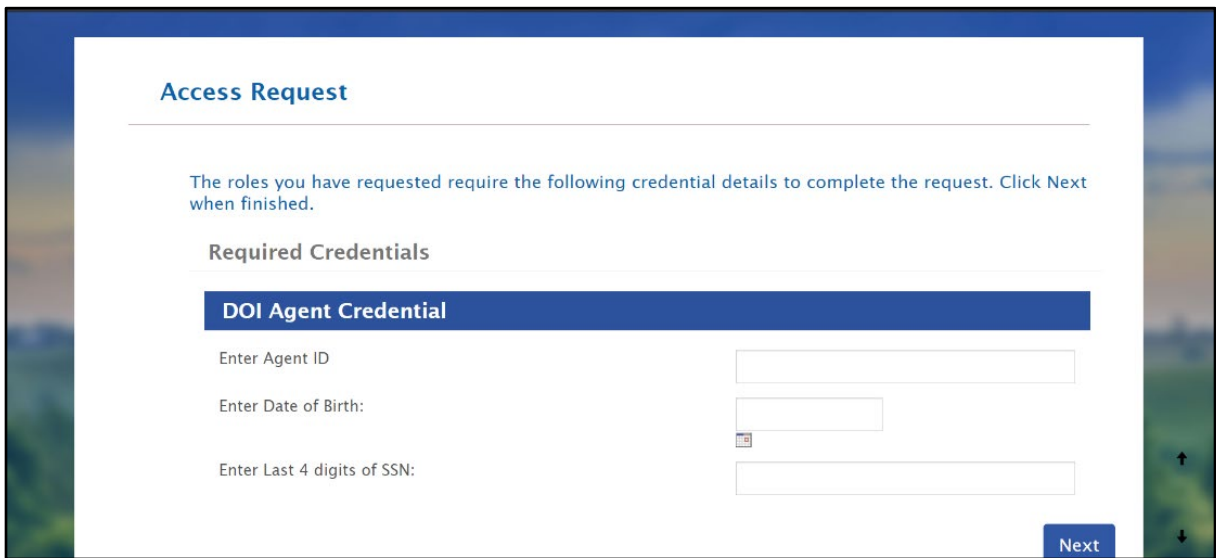 Access Request
The roles you have requested require the following credential details to complete the request. Click Next
when finished.
Required Credentials
DOI Agent Credential
Enter Agent ID
Enter Date of Birth:
Enter Last 4 digits of SSN:
Next